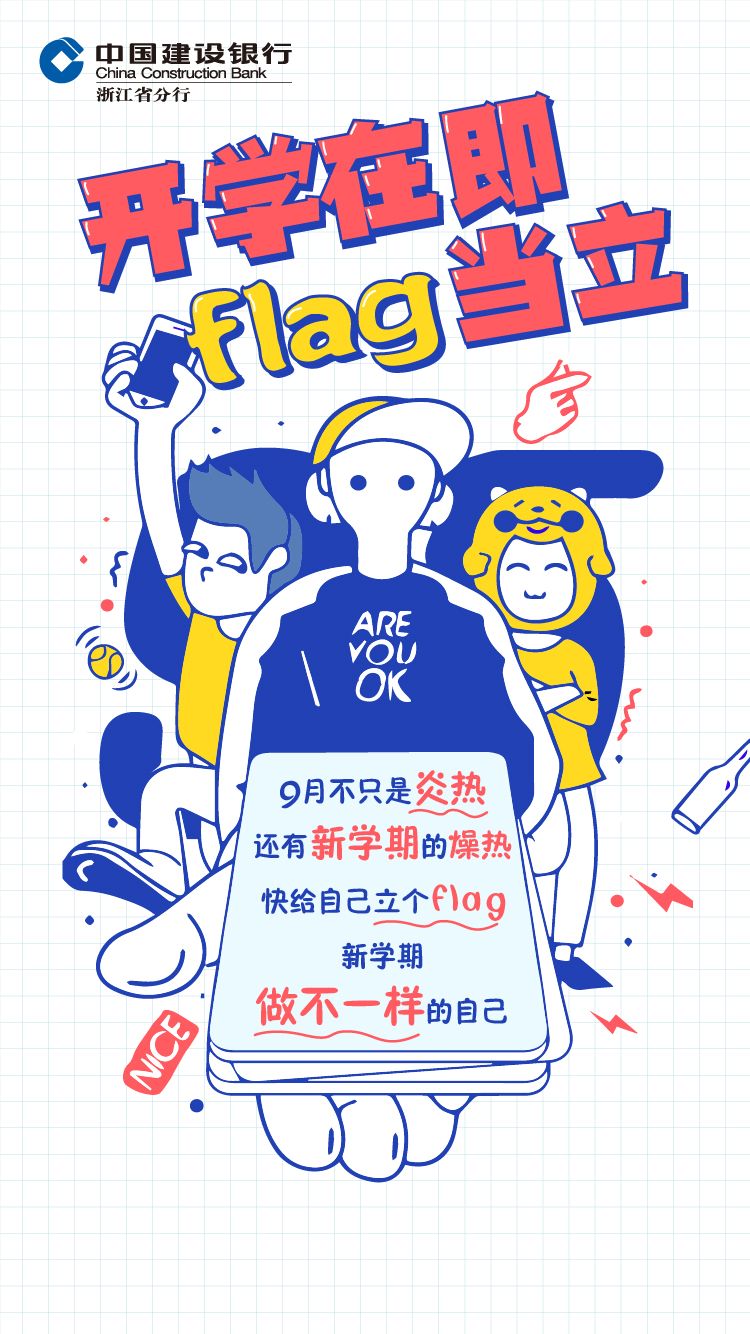 中国建设银行
China Construction Bank
浙江省分行
开学在即
flag当立
ARE
YOU
OK
9月不只是炎热
还有新学期的燥热
快给自己立个flag
新学期
做不一样的自己
NICE